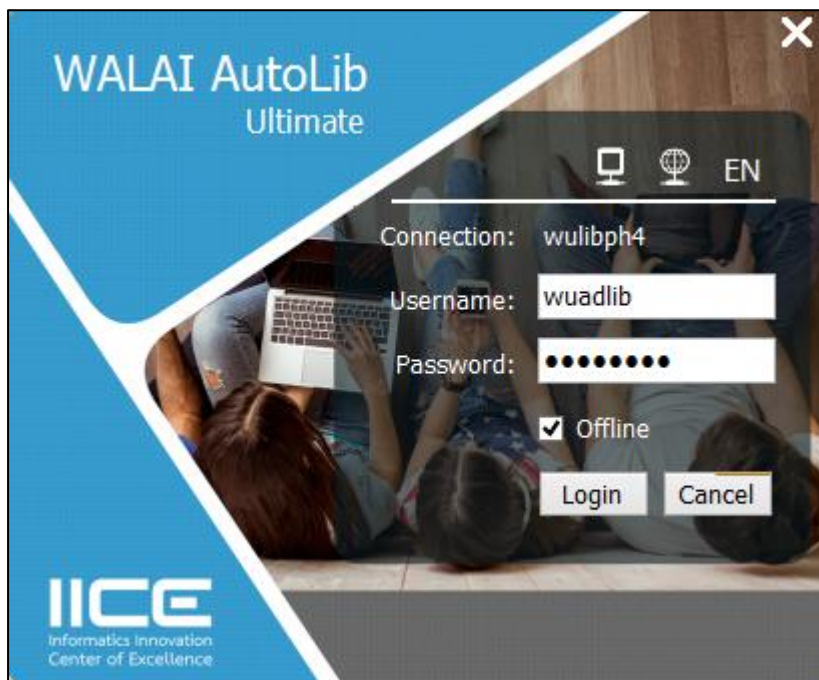 WALAI AutoLib
Ultimate
EN
Connection: wulibph4
Username: wuadlib
Password: ●●●●●●●●
Offline
Login Cancel
IICE
Informatics Innovation
Center of Excellence